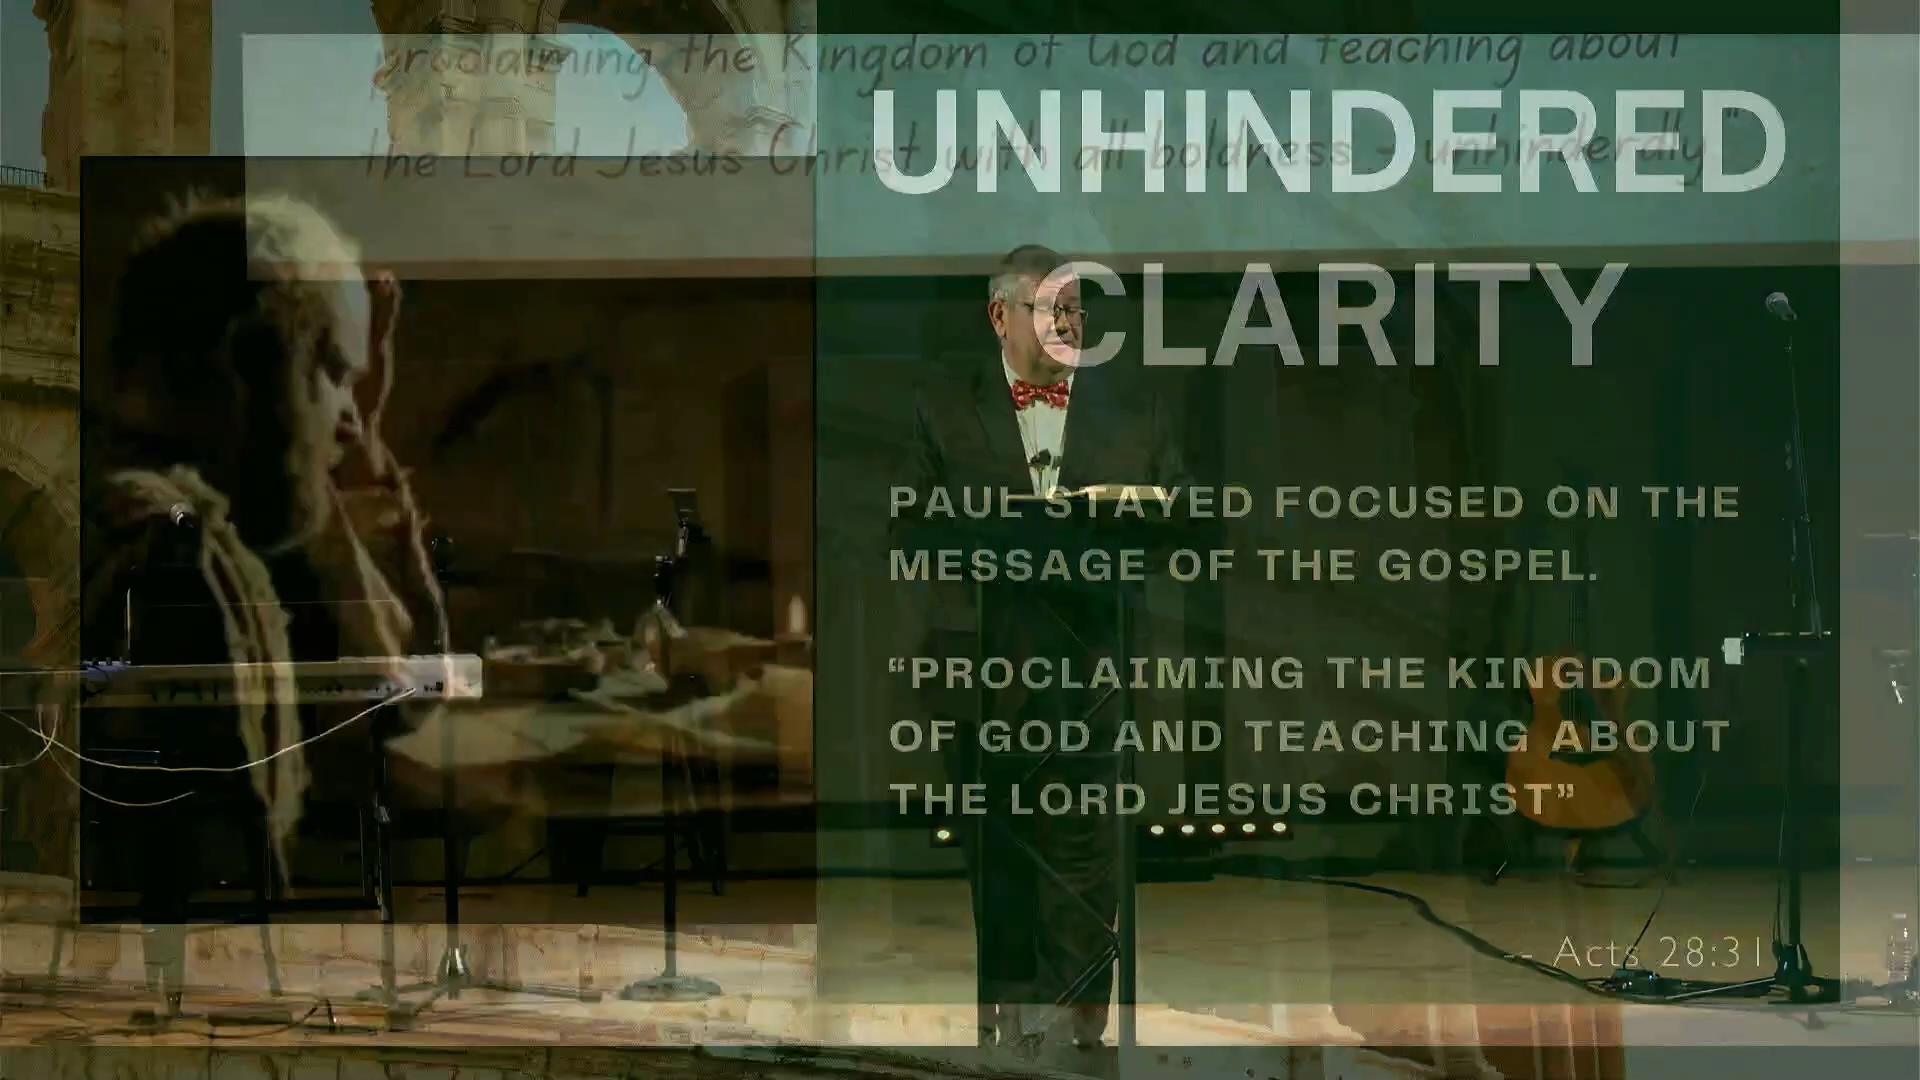 proclaiming the Kingdom of God and teaching about
the Lord Jesus Christ with all boldness - unhinderdly."
UNHINDERED
CLARITY
PAUL STAYED FOCUSED ON THE
MESSAGE OF THE GOSPEL.
“PROCLAIMING THE KINGDOM
OF GOD AND TEACHING ABOUT
THE LORD JESUS CHRIST”
-- Acts 28:31